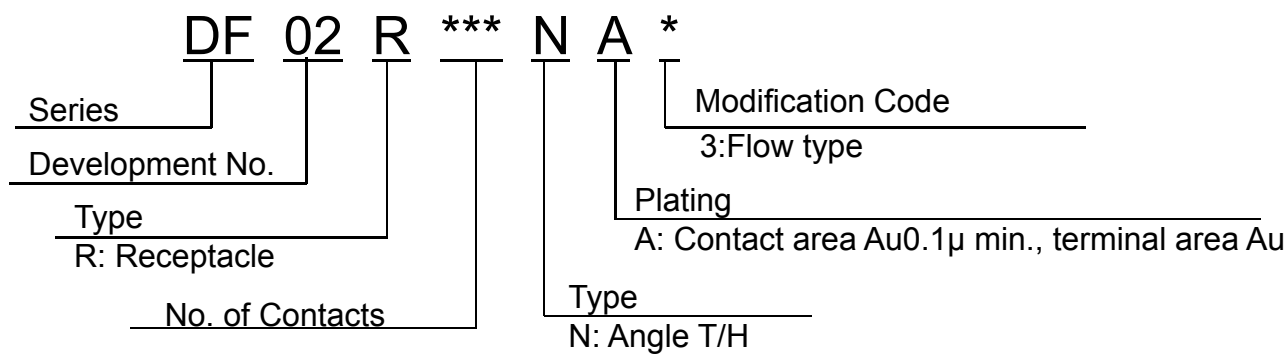 DF 02 R *** N A *
Series
Modification Code
3:Flow type
Development No.
Plating
A: Contact area Au0.1μ min., terminal area Au
Type
R: Receptacle
No. of Contacts
Type
N: Angle T/H